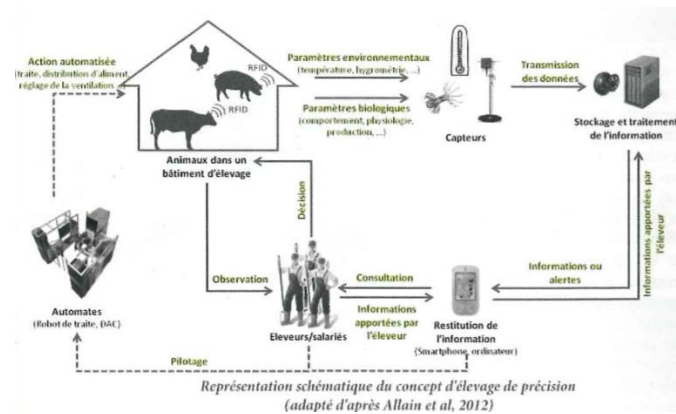 Action automatisée
(traite, distribution d'aliment,
réglage de la ventilation ...)
RFID
RFID
Animaux dans un
bâtiment d'élevage
Paramètres environnementaux
(température, hygrométrie, ...)
Paramètres biologiques
(comportement, physiologie,
production, ...)
Capteurs
Transmission
des données
Stockage et traitement
de l'information
Décision
Observation
Automates
(Robot de traite, DAC)
Eleveurs/salariés
Consultation
Informations
apportées par
l'éleveur
Restitution de
l'information
(Smartphone, ordinateur)
Informations ou
alertes
Informations apportées par
l'éleveur
Pilotage
Représentation schématique du concept d'élevage de précision
(adapté d'après Allain et al, 2012)